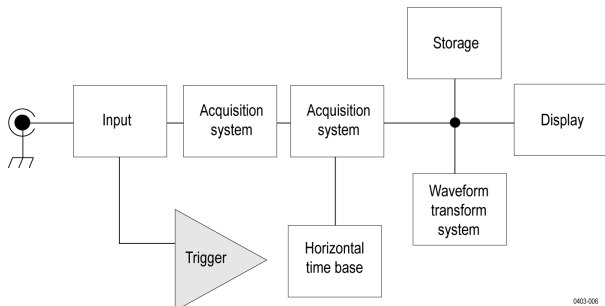 Storage
Input
Acquisition
system
Acquisition
system
Display
Waveform
transform
system
Trigger
Horizontal
time base
0403-006